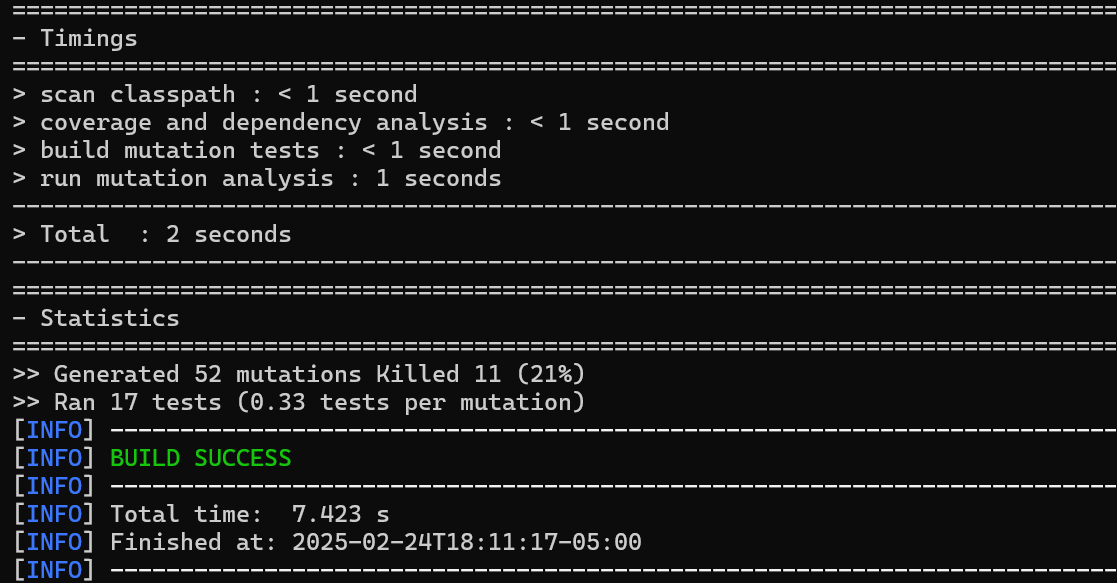 ================================================================================
- Timings
================================================================================
> scan classpath : < 1 second
> coverage and dependency analysis : < 1 second
> build mutation tests : < 1 second
> run mutation analysis : 1 seconds
--------------------------------------------------------------------------------
> Total  : 2 seconds
--------------------------------------------------------------------------------
================================================================================
- Statistics
================================================================================
>> Generated 52 mutations Killed 11 (21%)
>> Ran 17 tests (0.33 tests per mutation)
[INFO] ------------------------------------------------------------------------
[INFO] BUILD SUCCESS
[INFO] ------------------------------------------------------------------------
[INFO] Total time:  7.423 s
[INFO] Finished at: 2025-02-24T18:11:17-05:00
[INFO] ------------------------------------------------------------------------